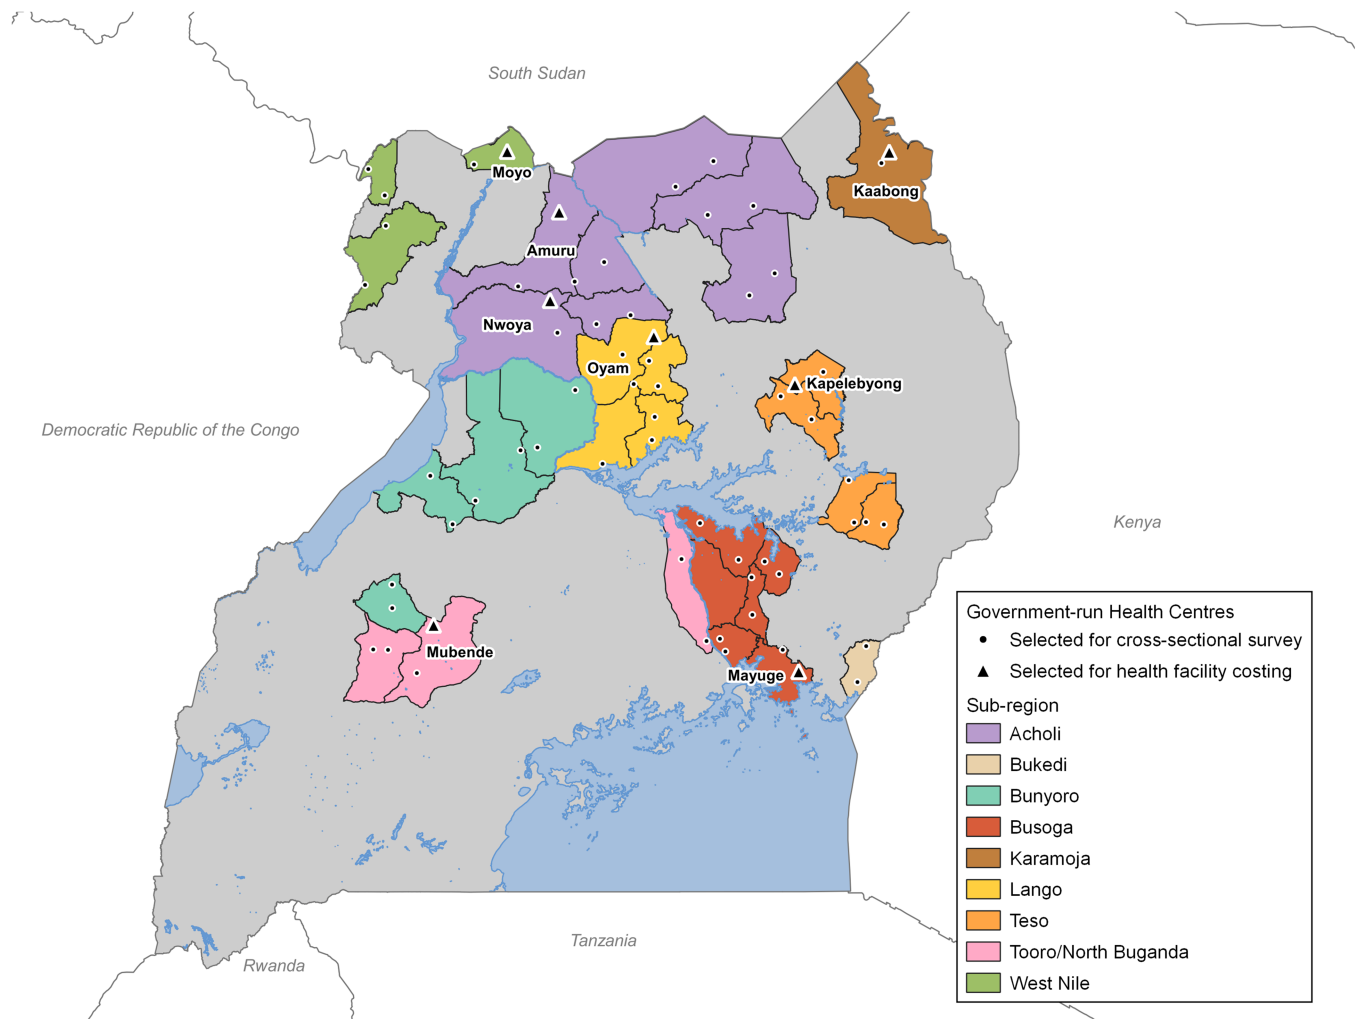 South Sudan
Moyo
Kaabong
Amuru
Nwoya
Oyam
Kapelebyong
Democratic Republic of the Congo
Kenya
Mubende
Mayuge
Government-run Health Centres
Selected for cross-sectional survey
Selected for health facility costing
Sub-region
Acholi
Bukedi
Bunyoro
Busoga
Karamoja
Lango
Teso
Tooro/North Buganda
West Nile
Tanzania
Rwanda